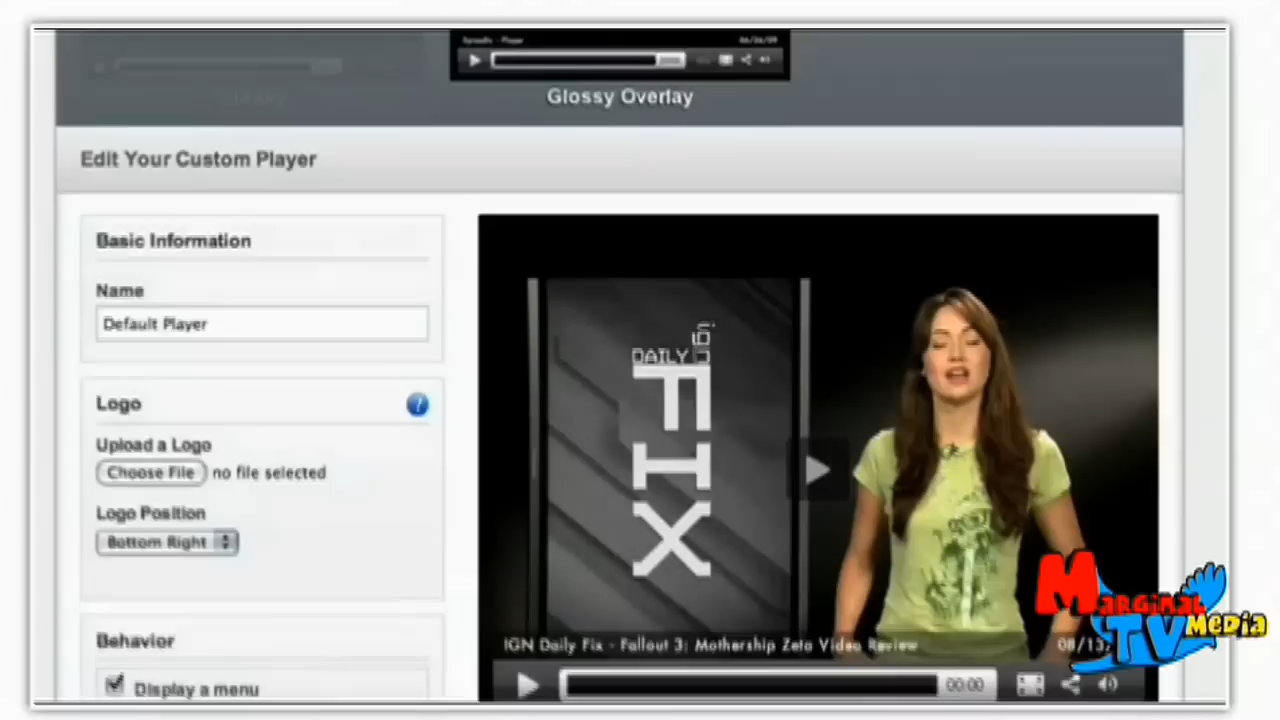 Glossy Overlay
Edit Your Custom Player
Basic Information
Name
Default Player
Logo
Upload a Logo
Choose File no file selected
Logo Position
Bottom Right
Behavior
Display a menu
ign
DAILY
FIX
IGN Daily Fix - Fallout 3: Mothership Zeta Video Review
00:00
Marginal
TV Media